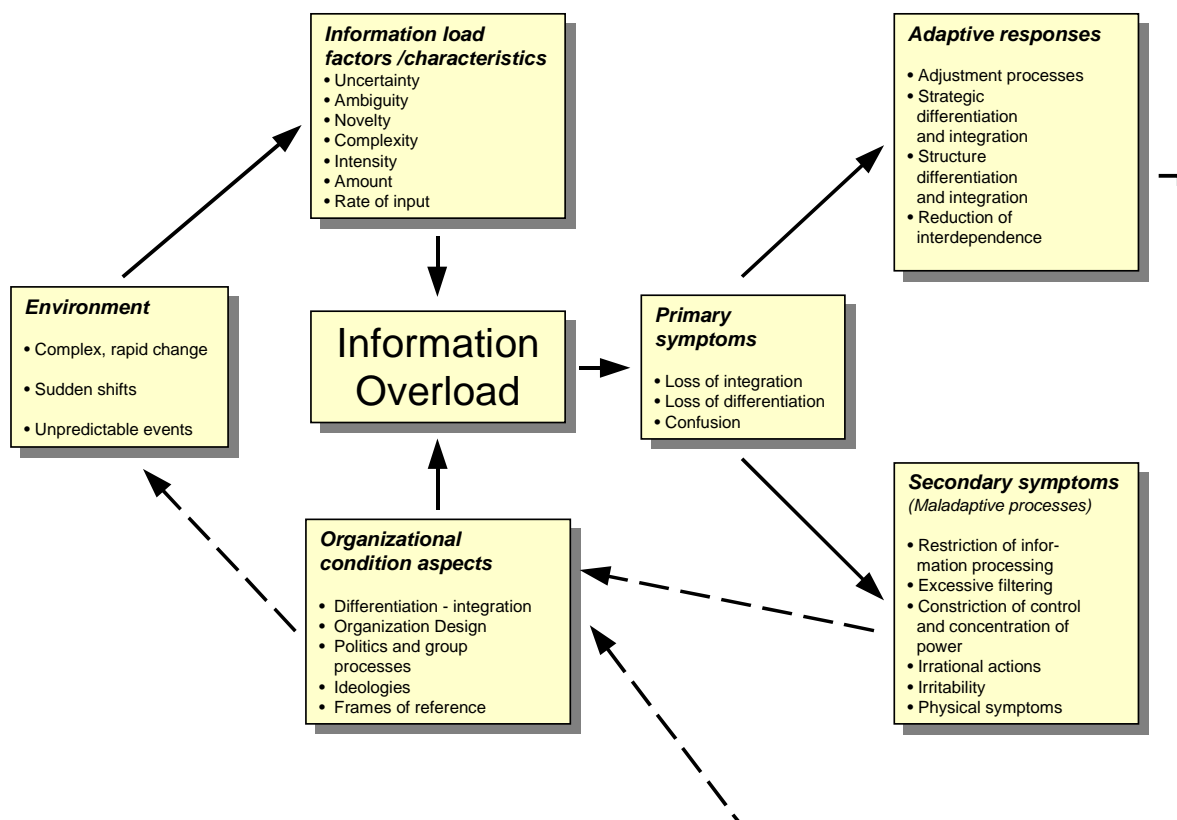 Information load
factors /characteristics
• Uncertainty
• Ambiguity
• Novelty
• Complexity
• Intensity
• Amount
• Rate of input
Adaptive responses
• Adjustment processes
• Strategic
differentiation
and integration
• Structure
differentiation
and integration
• Reduction of
interdependence
Environment
• Complex, rapid change
• Sudden shifts
• Unpredictable events
Information
Overload
Primary
symptoms
• Loss of integration
• Loss of differentiation
• Confusion
Organizational
condition aspects
• Differentiation - integration
• Organization Design
• Politics and group
processes
• Ideologies
• Frames of reference
Secondary symptoms
(Maladaptive processes)
• Restriction of infor-
mation processing
• Excessive filtering
• Constriction of control
and concentration of
power
• Irrational actions
• Irritability
• Physical symptoms